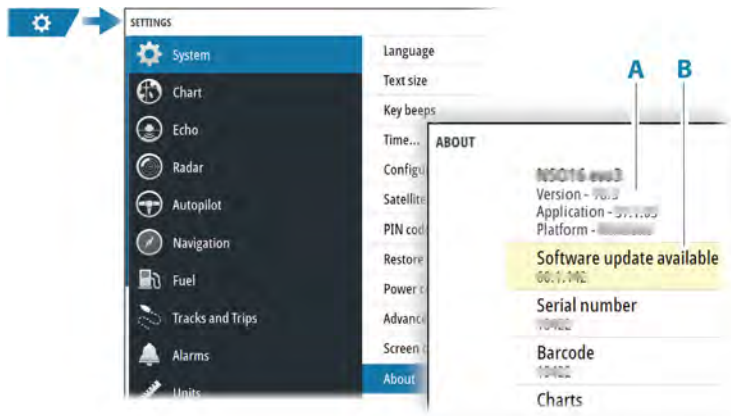 SETTINGS
System
Chart
Echo
Radar
Autopilot
Navigation
Fuel
Tracks and Trips
Alarms
Units
Language
Text size
Key beeps
Time...
Configu
Satellite
PIN cod
Restore
Power c
Advance
Screen
About
A B
ABOUT
Version -
Application -
Platform -
Software update available
Serial number
Barcode
Charts